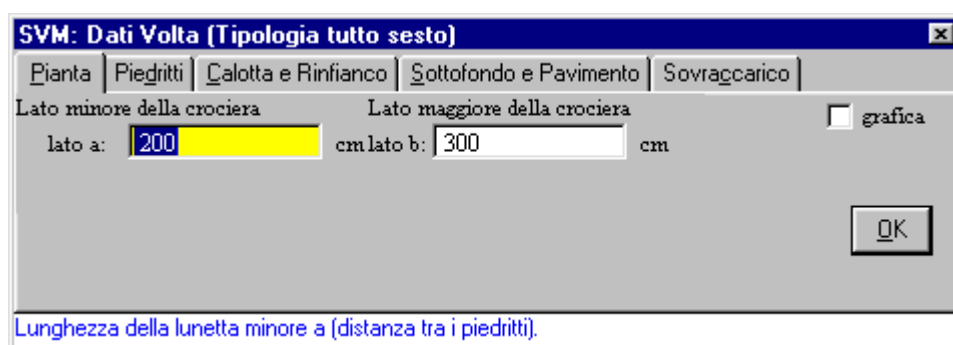 SVM: Dati Volta (Tipologia tutto sesto)
Pianta Piedritti Calotta e Rinfianco Sottofondo e Pavimento Sovraccarico
Lato minore della crociera Lato maggiore della crociera grafica
lato a: 200 cm lato b: 300 cm
OK
Lunghezza della lunetta minore a (distanza tra i piedritti).